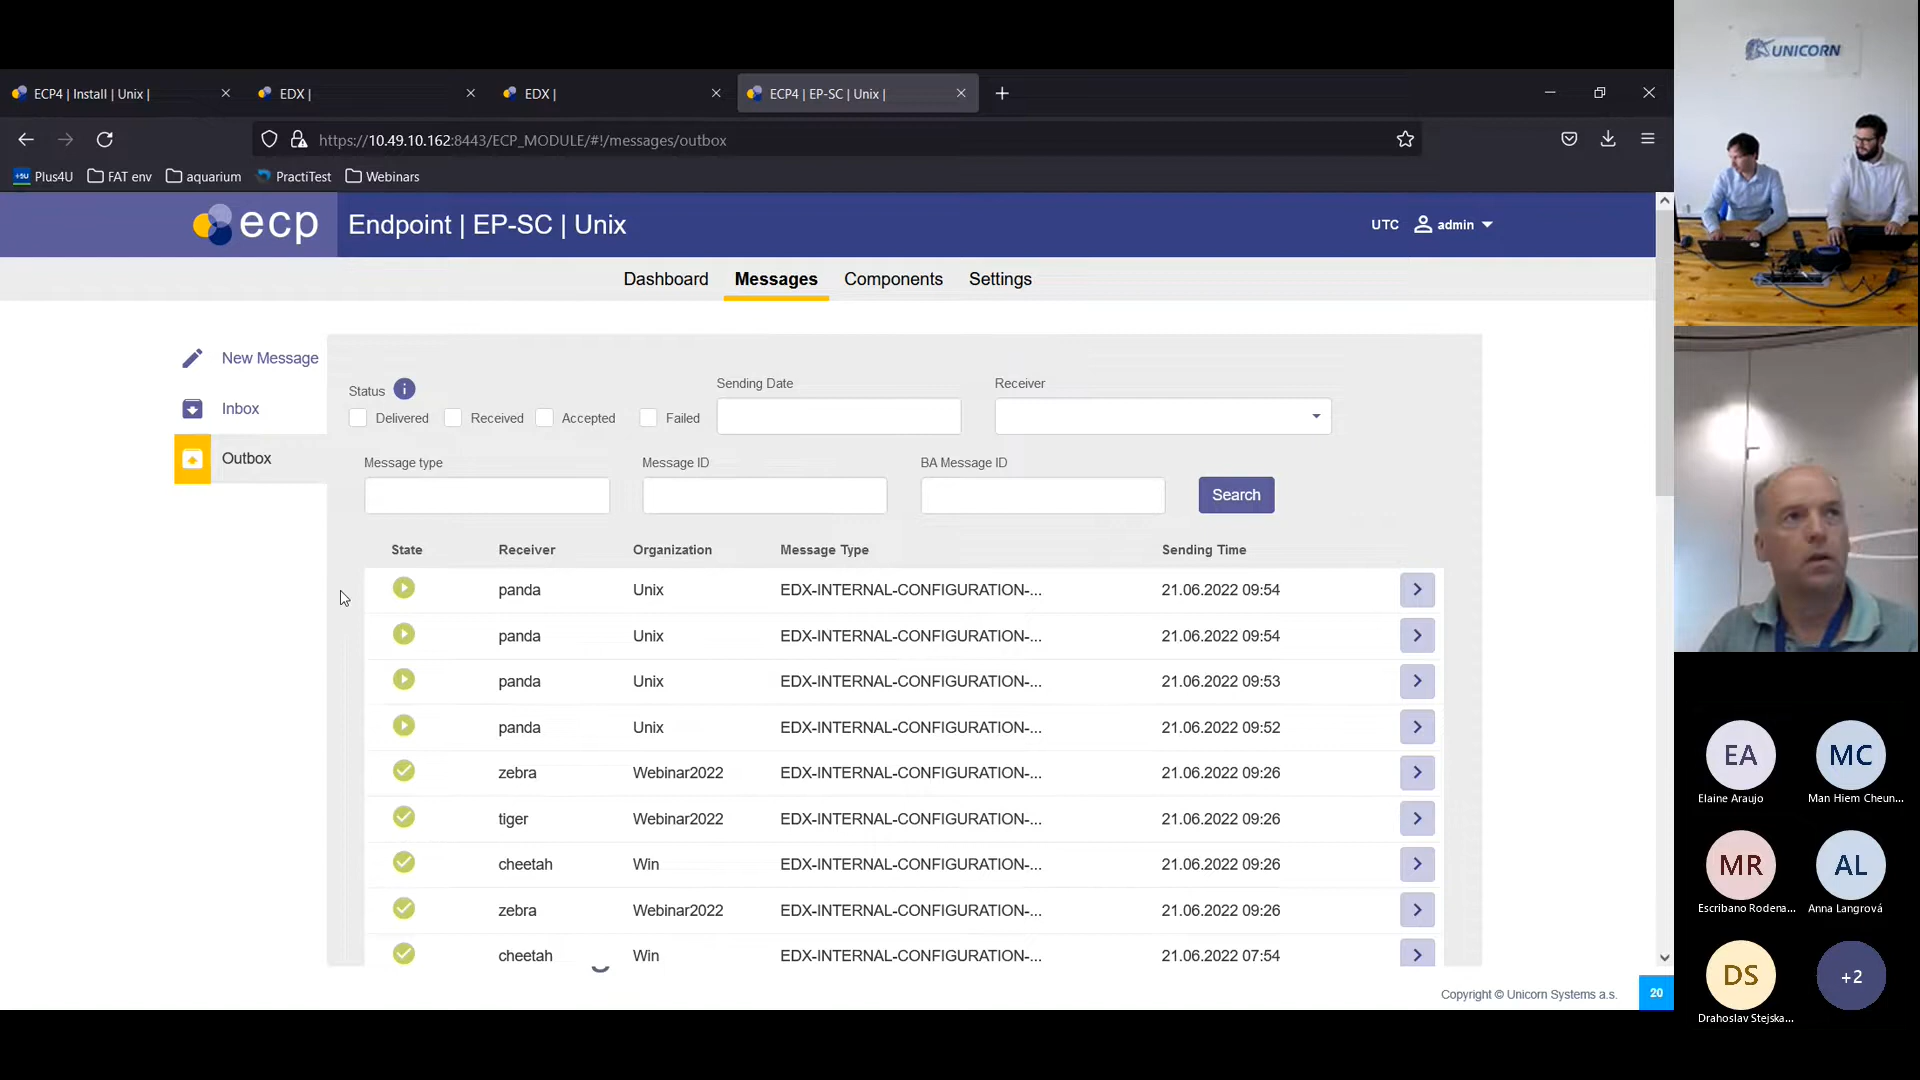 ECP4 | Install | Unix |
EDX |
EDX |
ECP4 | EP-SC | Unix |
https://10.49.10.162:8443/ECP_MODULE/#!/messages/outbox
+5U Plus4U
FAT env
aquarium
PractiTest
Webinars
ecp
Endpoint | EP-SC | Unix
UTC
admin
Dashboard
Messages
Components
Settings
New Message
Inbox
Outbox
Status i
Delivered
Received
Accepted
Failed
Sending Date
Receiver
Message type
Message ID
BA Message ID
Search
State Receiver Organization Message Type Sending Time
panda Unix EDX-INTERNAL-CONFIGURATION-... 21.06.2022 09:54
panda Unix EDX-INTERNAL-CONFIGURATION-... 21.06.2022 09:54
panda Unix EDX-INTERNAL-CONFIGURATION-... 21.06.2022 09:53
panda Unix EDX-INTERNAL-CONFIGURATION-... 21.06.2022 09:52
zebra Webinar2022 EDX-INTERNAL-CONFIGURATION-... 21.06.2022 09:26
tiger Webinar2022 EDX-INTERNAL-CONFIGURATION-... 21.06.2022 09:26
cheetah Win EDX-INTERNAL-CONFIGURATION-... 21.06.2022 09:26
zebra Webinar2022 EDX-INTERNAL-CONFIGURATION-... 21.06.2022 09:26
cheetah Win EDX-INTERNAL-CONFIGURATION-... 21.06.2022 07:54
Copyright © Unicorn Systems a.s.
20
UNICORN
EA
Elaine Araujo
MC
Man Hiem Cheun...
MR
Escribano Rodena...
AL
Anna Langrová
DS
Drahoslav Stejska...
+2